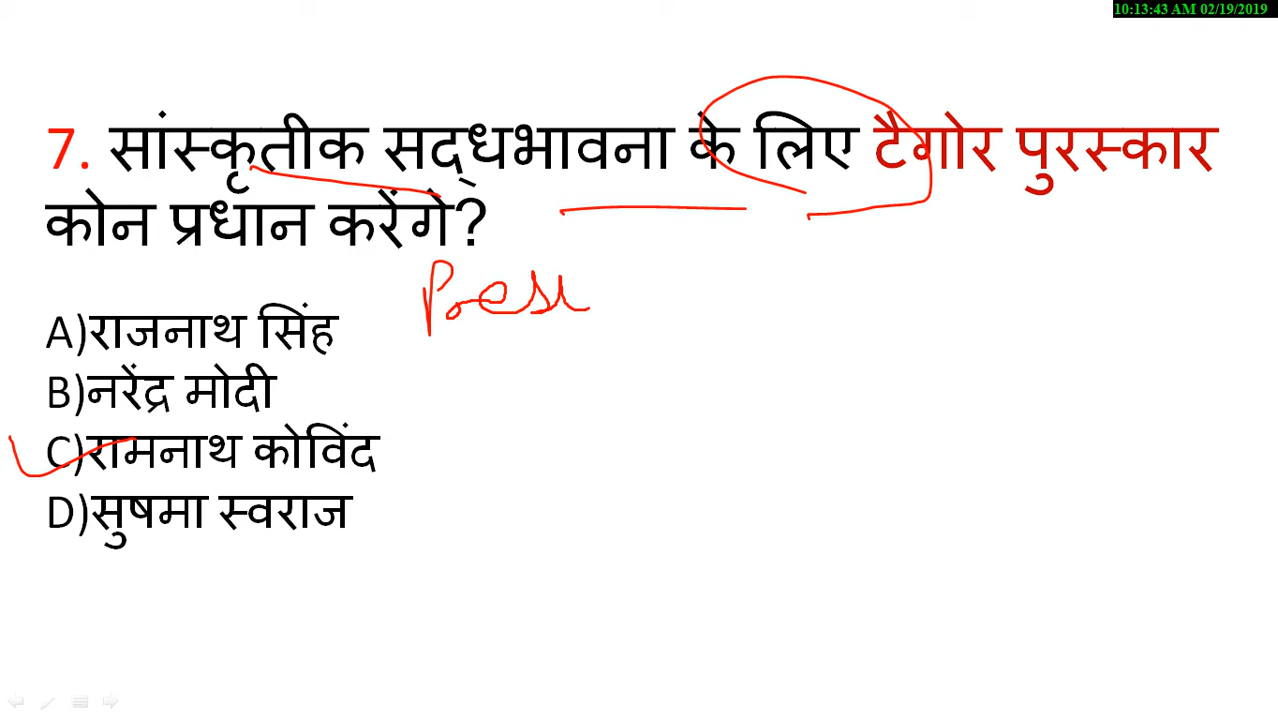 10:13:43 AM 02/19/2019
7. सांस्कृतीक सद्धभावना के लिए टैगोर पुरस्कार
कोन प्रधान करेंगे?
Presi
A)राजनाथ सिंह
B)नरेंद्र मोदी
C)रामनाथ कोविंद
D)सुषमा स्वराज